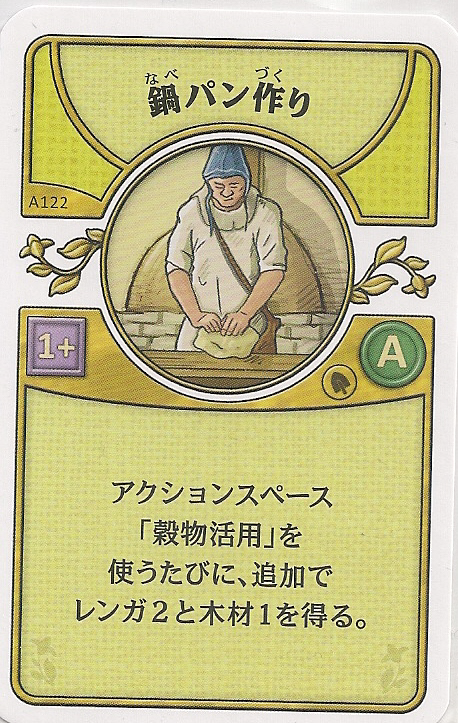 なべ づく
鍋パン作り
A122
1+
A
アクションスペース
「穀物活用」を
使うたびに、追加で
レンガ2と木材1を得る。